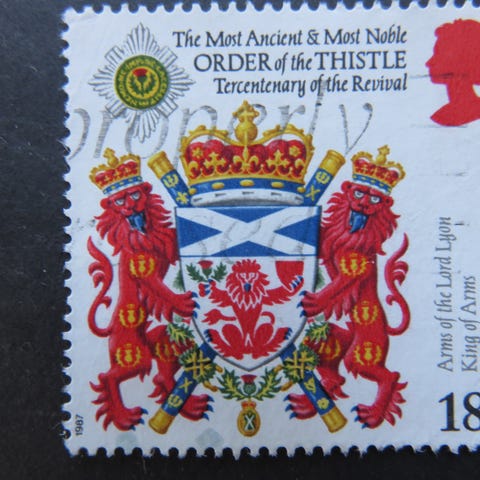 The Most Ancient & Most Noble
ORDER of the THISTLE
Tercentenary of the Revival
properly
Arms of the Lord Lyon
King of Arms
18
1987